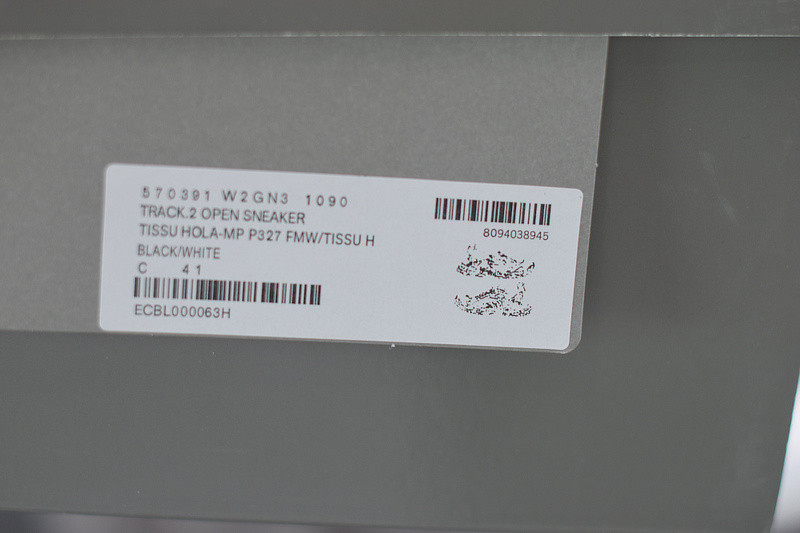 570391 W2GN3 1090
TRACK.2 OPEN SNEAKER
TISSU HOLA-MP P327 FMW/TISSU H
BLACK/WHITE
C 41
ECBL000063H
8094038945